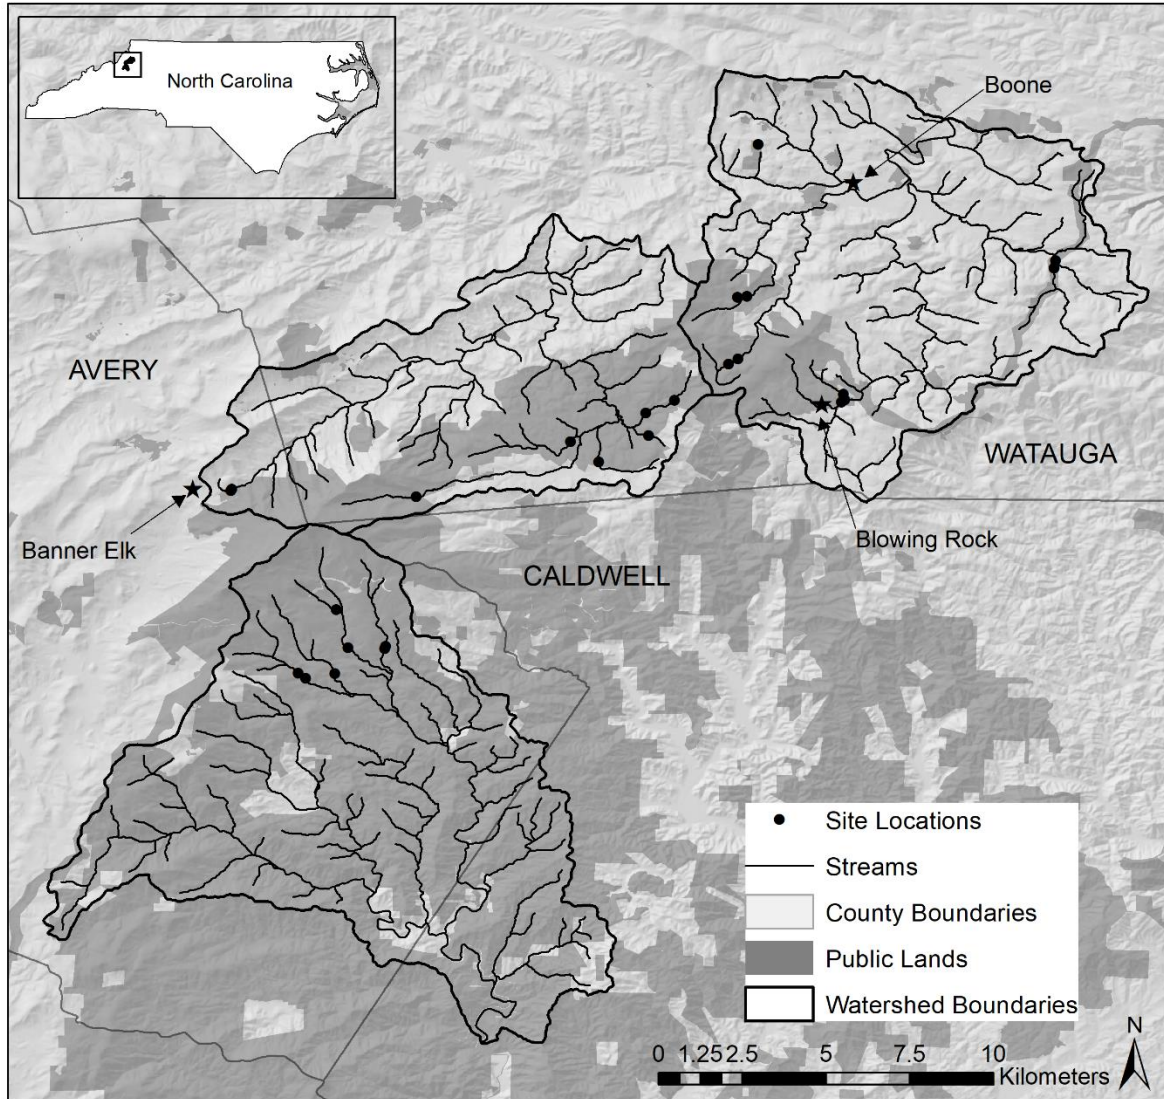 North Carolina
Boone
AVERY
WATAUGA
Banner Elk
Blowing Rock
CALDWELL
Site Locations
Streams
County Boundaries
Public Lands
Watershed Boundaries
N
0 1.25 2.5 5 7.5 10
Kilometers